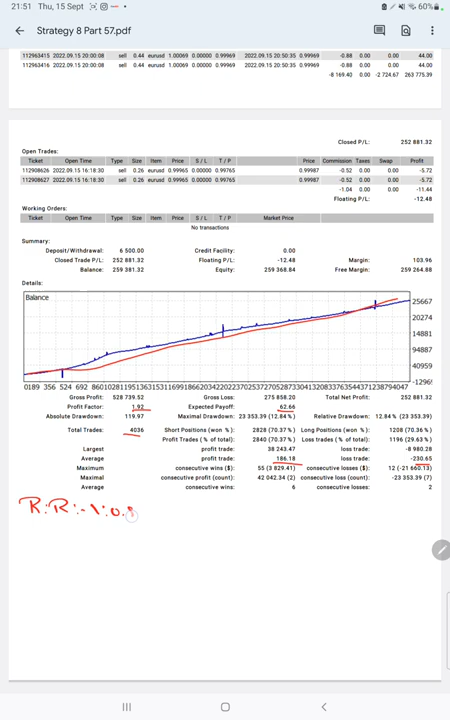 21:51 Thu, 15 Sept
60%
Strategy 8 Part 57.pdf
112963415 2022.09.15 20:00:08 sell 0.44 eurusd 1.00069 0.00000 0.99969 2022.09.15 20:50:35 0.99969 -0.88 0.00 0.00 44.00
112963416 2022.09.15 20:00:08 sell 0.44 eurusd 1.00069 0.00000 0.99969 2022.09.15 20:50:35 0.99969 -0.88 0.00 0.00 44.00
-8 169.40 0.00 -2 724.67 263 775.39
Closed P/L: 252 881.32
Open Trades:
Ticket Open Time Type Size Item Price S / L T / P Price Commission Taxes Swap Profit
112908626 2022.09.15 16:18:30 sell 0.26 eurusd 0.99965 0.00000 0.99765 0.99987 -0.52 0.00 0.00 -5.72
112908627 2022.09.15 16:18:30 sell 0.26 eurusd 0.99965 0.00000 0.99765 0.99987 -0.52 0.00 0.00 -5.72
-1.04 0.00 0.00 -11.44
Floating P/L: -12.48
Working Orders:
Ticket Open Time Type Size Item Price S / L T / P Market Price
No transactions
Summary:
Deposit/Withdrawal: 6 500.00 Credit Facility: 0.00
Closed Trade P/L: 252 881.32 Floating P/L: -12.48 Margin: 103.96
Balance: 259 381.32 Equity: 259 368.84 Free Margin: 259 264.88
Details:
Balance
25667
20274
14881
94887
40959
-1296
Gross Profit: 528 739.52 Gross Loss: 275 858.20 Total Net Profit: 252 881.32
Profit Factor: 1.92 Expected Payoff: 62.66
Absolute Drawdown: 119.97 Maximal Drawdown: 23 353.39 (12.84 %) Relative Drawdown: 12.84 % (23 353.39)
Total Trades: 4036 Short Positions (won %): 2828 (70.37 %) Long Positions (won %): 1208 (70.36 %)
Profit Trades (% of total): 2840 (70.37 %) Loss trades (% of total): 1196 (29.63 %)
Largest profit trade: 38 243.47 loss trade: -8 980.28
Average profit trade: 186.18 loss trade: -230.65
Maximum consecutive wins ($): 55 (3 829.41) consecutive losses ($): 12 (-21 660.13)
Maximal consecutive profit (count): 42 042.34 (2) consecutive loss (count): -23 353.39 (7)
Average consecutive wins: 6 consecutive losses: 2
R:R:-1:0.8